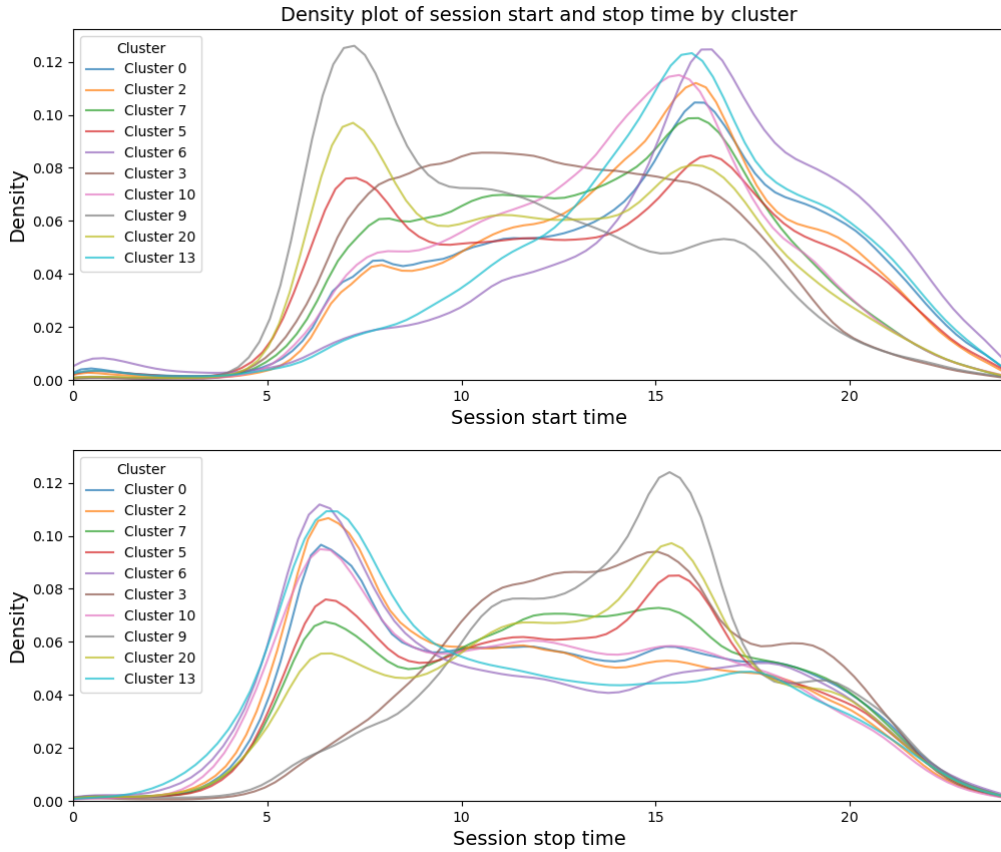 Density plot of session start and stop time by cluster
Density
0.12
0.10
0.08
0.06
0.04
0.02
0.00
Cluster
Cluster 0
Cluster 2
Cluster 7
Cluster 5
Cluster 6
Cluster 3
Cluster 10
Cluster 9
Cluster 20
Cluster 13
0 5 10 15 20
Session start time
Density
0.12
0.10
0.08
0.06
0.04
0.02
0.00
Cluster
Cluster 0
Cluster 2
Cluster 7
Cluster 5
Cluster 6
Cluster 3
Cluster 10
Cluster 9
Cluster 20
Cluster 13
0 5 10 15 20
Session stop time